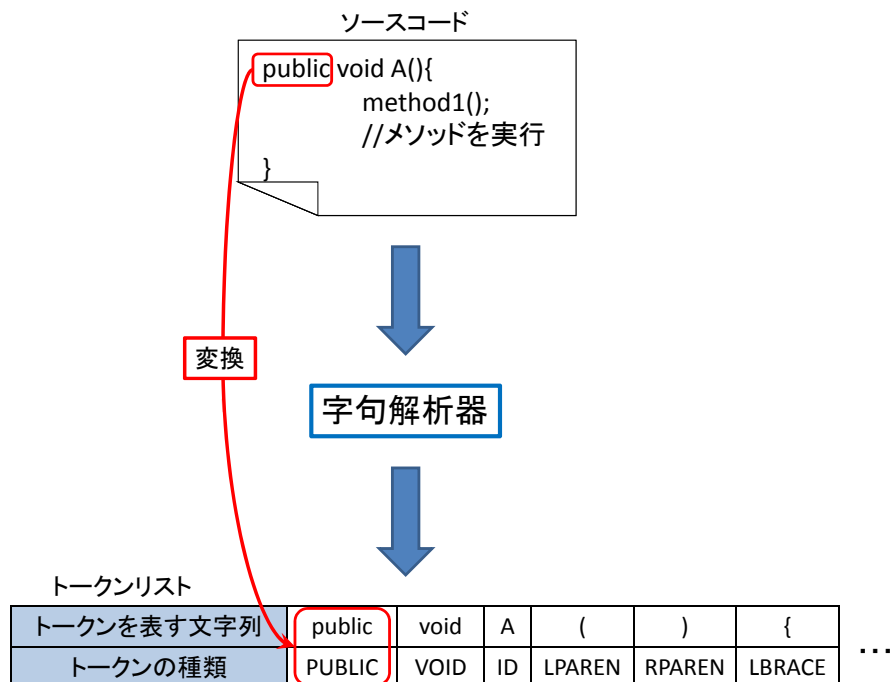 ソースコード
public void A(){
method1();
//メソッドを実行
}
変換
字句解析器
トークンリスト
トークンを表す文字列 public void A ( ) {
トークンの種類 PUBLIC VOID ID LPAREN RPAREN LBRACE
…